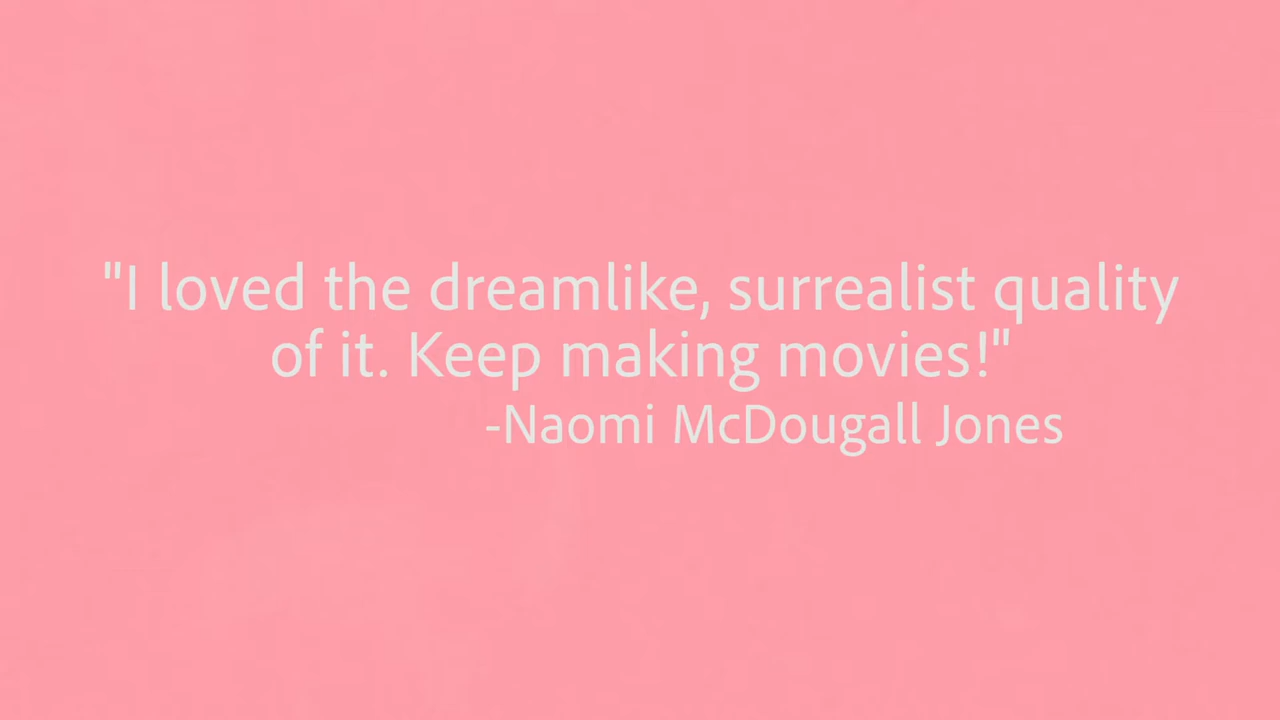 "I loved the dreamlike, surrealist quality
of it. Keep making movies!"
-Naomi McDougall Jones